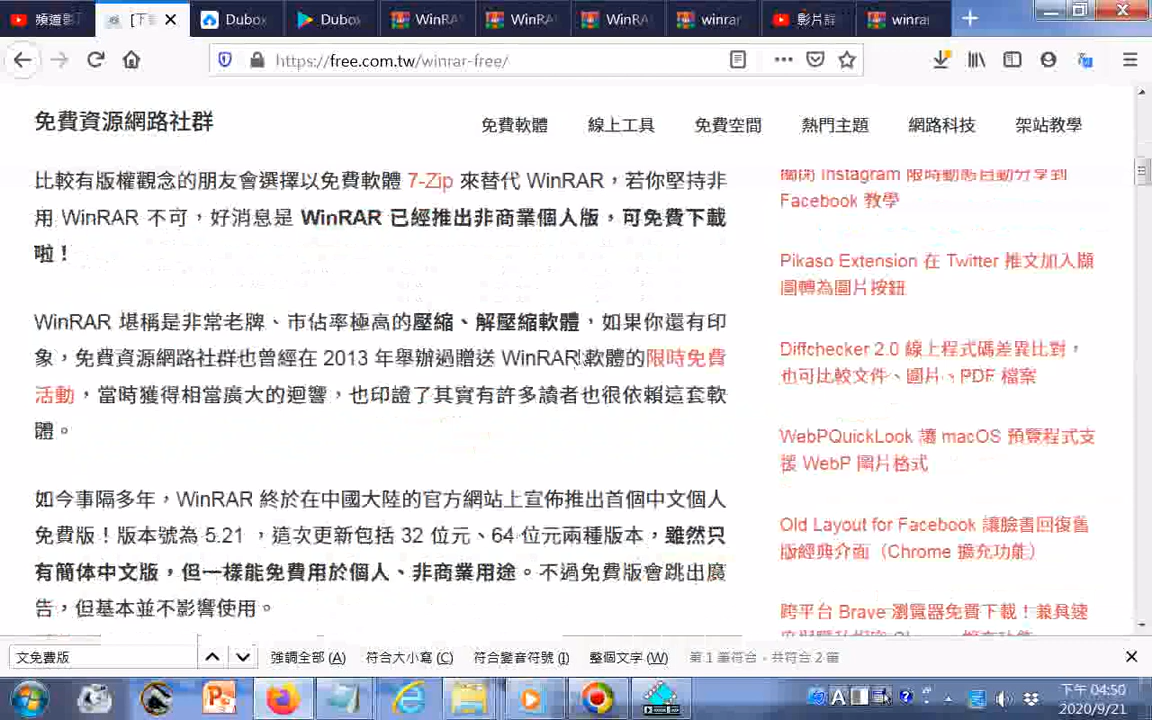 頻道影
[下載
Dubox
Dubo
WinRA
WinRA
WinRA
winrar
影片詳
winrar
https://free.com.tw/winrar-free/
免費資源網路社群
免費軟體
線上工具
免費空間
熱門主題
網路科技
架站教學
比較有版權觀念的朋友會選擇以免費軟體 7-Zip 來替代 WinRAR，若你堅持非
用 WinRAR 不可，好消息是 WinRAR 已經推出非商業個人版，可免費下載
啦！
WinRAR 堪稱是非常老牌、市佔率極高的壓縮、解壓縮軟體，如果你還有印
象，免費資源網路社群也曾經在 2013 年舉辦過贈送 WinRAR 軟體的限時免費
活動，當時獲得相當廣大的迴響，也印證了其實有許多讀者也很依賴這套軟
體。
如今事隔多年，WinRAR 終於在中國大陸的官方網站上宣佈推出首個中文個人
免費版！版本號為 5.21 ，這次更新包括 32 位元、64 位元兩種版本，雖然只
有簡体中文版，但一樣能免費用於個人、非商業用途。不過免費版會跳出廣
告，但基本並不影響使用。
關閉 Instagram 限時動態自動分享到
Facebook 教學
Pikaso Extension 在 Twitter 推文加入擷
圖轉為圖片按鈕
Diffchecker 2.0 線上程式碼差異比對，
也可比較文件、圖片、PDF 檔案
WebPQuickLook 讓 macOS 預覽程式支
援 WebP 圖片格式
Old Layout for Facebook 讓臉書回復舊
版經典介面（Chrome 擴充功能）
跨平台 Brave 瀏覽器免費下載！兼具速
文免費版
強調全部 (A)
符合大小寫 (C)
符合變音符號 (I)
整個文字 (W)
第 1 筆符合，共符合 2 筆
下午 04:50
2020/9/21